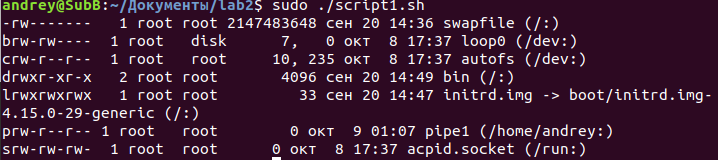 andrey@SubB:~/Документы/lab2$ sudo ./script1.sh
-rw------- 1 root root 2147483648 сен 20 14:36 swapfile (/:)
brw-rw---- 1 root disk 7, 0 окт 8 17:37 loop0 (/dev:)
crw-r--r-- 1 root root 10, 235 окт 8 17:37 autofs (/dev:)
drwxr-xr-x 2 root root 4096 сен 20 14:49 bin (/:)
lrwxrwxrwx 1 root root 33 сен 20 14:47 initrd.img -> boot/initrd.img-
4.15.0-29-generic (/:)
prw-r--r-- 1 root root 0 окт 9 01:07 pipe1 (/home/andrey:)
srw-rw-rw- 1 root root 0 окт 8 17:37 acpid.socket (/run:)